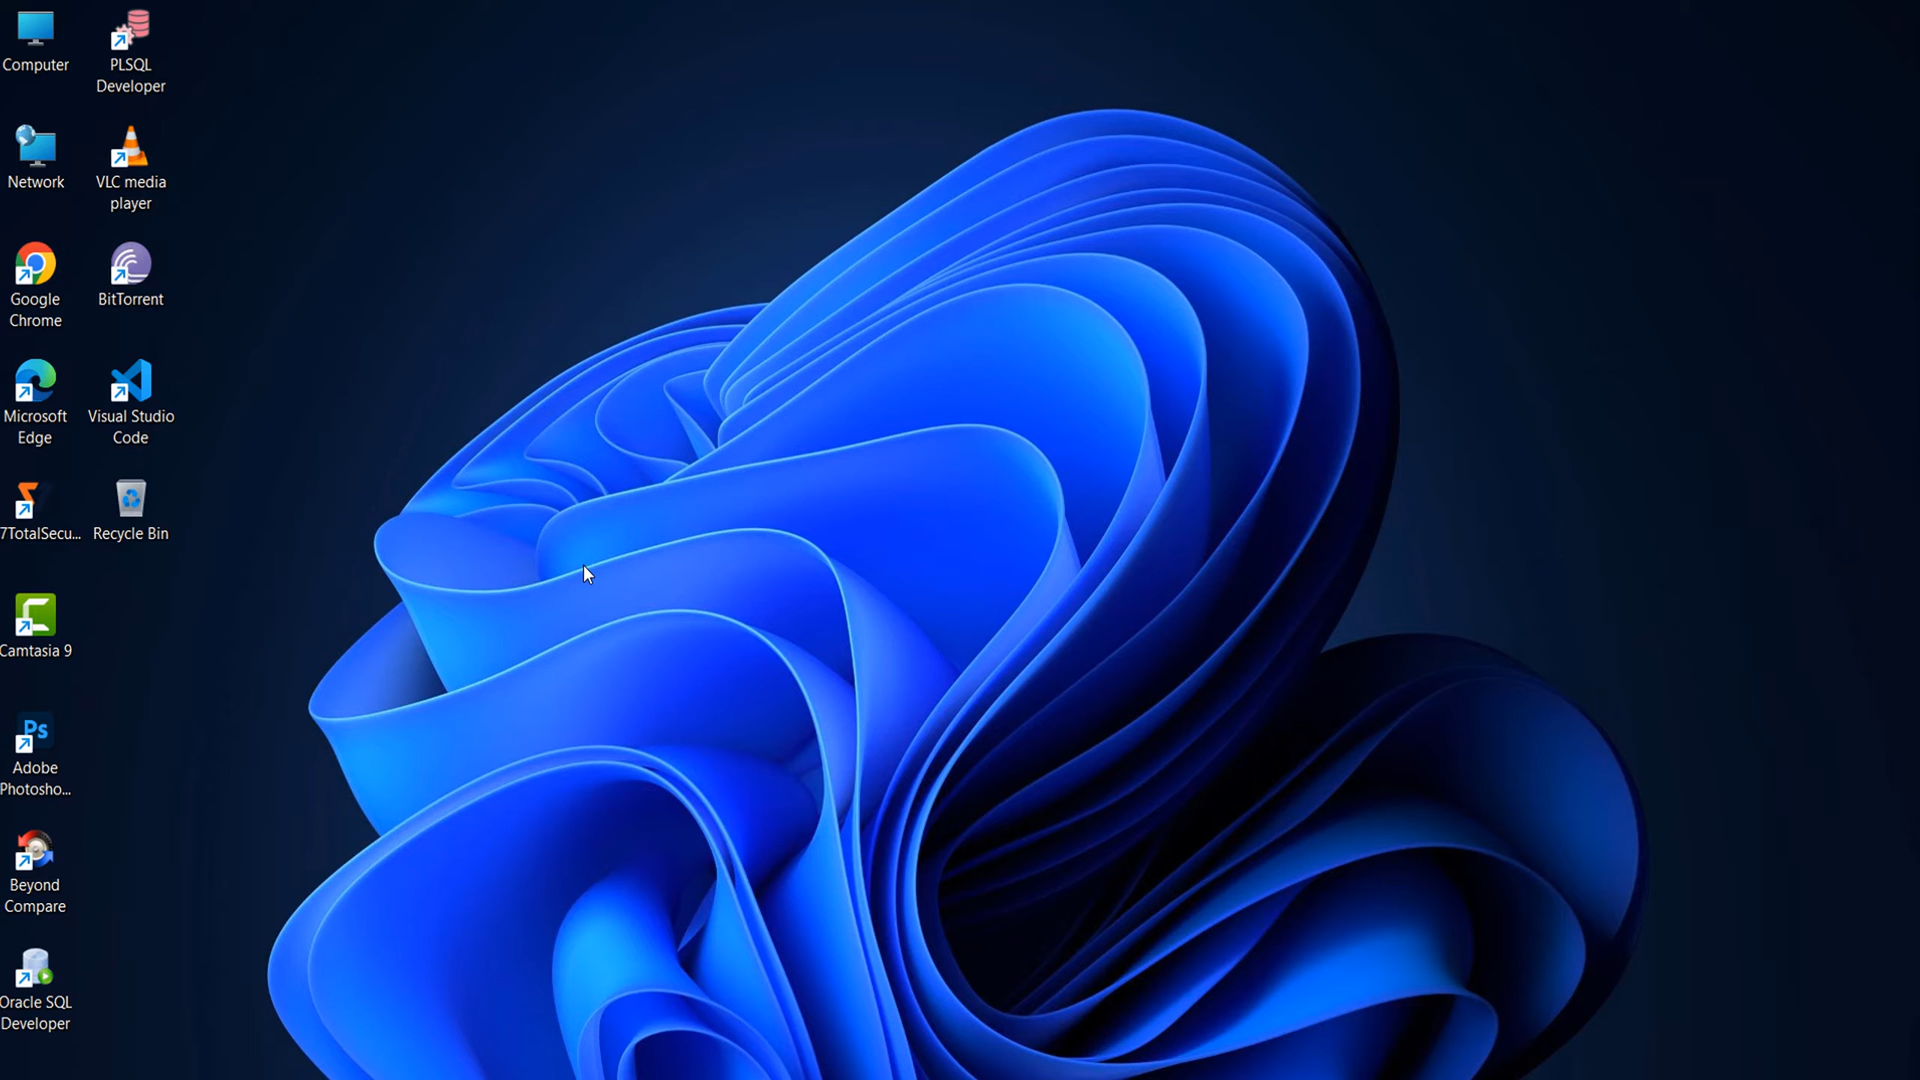 Computer
PLSQL
Developer
Network
VLC media
player
Google
Chrome
BitTorrent
Microsoft
Edge
Visual Studio
Code
7TotalSecu...
Recycle Bin
Camtasia 9
Ps
Adobe
Photosho...
Beyond
Compare
Oracle SQL
Developer